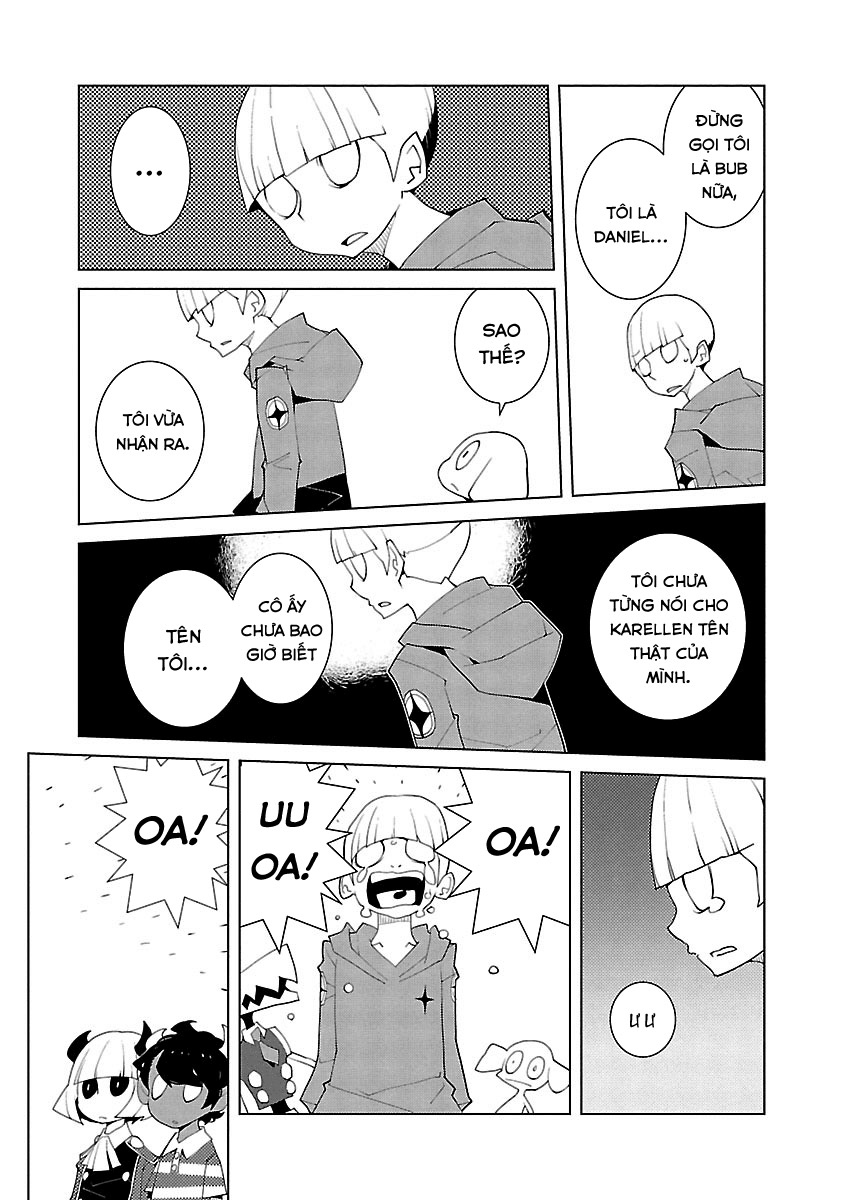 ĐỪNG
GỌI TÔI
LÀ BUB
NỮA,
TÔI LÀ
DANIEL...
...
SAO
THẾ?
TÔI VỪA
NHẬN RA.
TÔI CHƯA
TỪNG NÓI CHO
KARELLEN TÊN
THẬT CỦA
MÌNH.
CÔ ẤY
CHƯA BAO
GIỜ BIẾT
TÊN
TÔI...
ƯƯ
OA!
UU
OA!
OA!